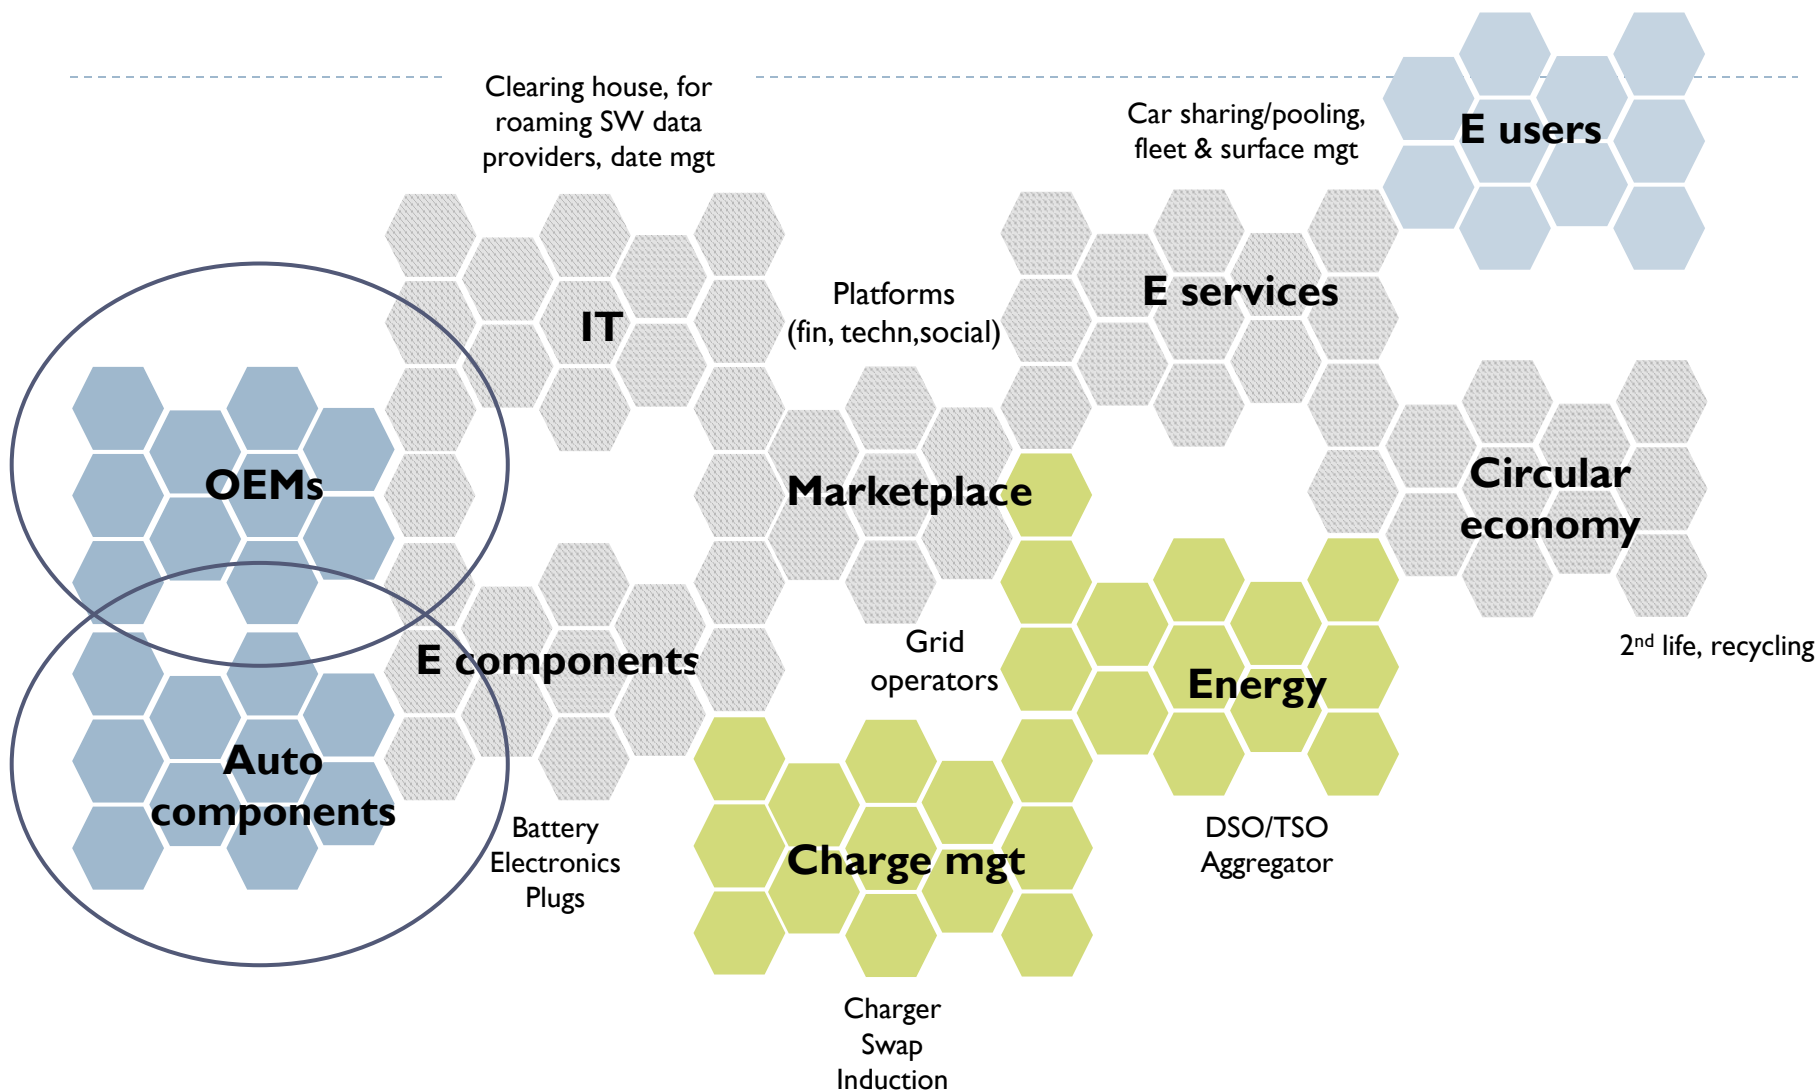 Clearing house, for
roaming SW data
providers, date mgt
Car sharing/pooling,
fleet & surface mgt
E users
IT
Platforms
(fin, techn,social)
E services
OEMs
Marketplace
Circular
economy
E components
Grid
operators
Energy
2nd life, recycling
Auto
components
Battery
Electronics
Plugs
Charge mgt
DSO/TSO
Aggregator
Charger
Swap
Induction